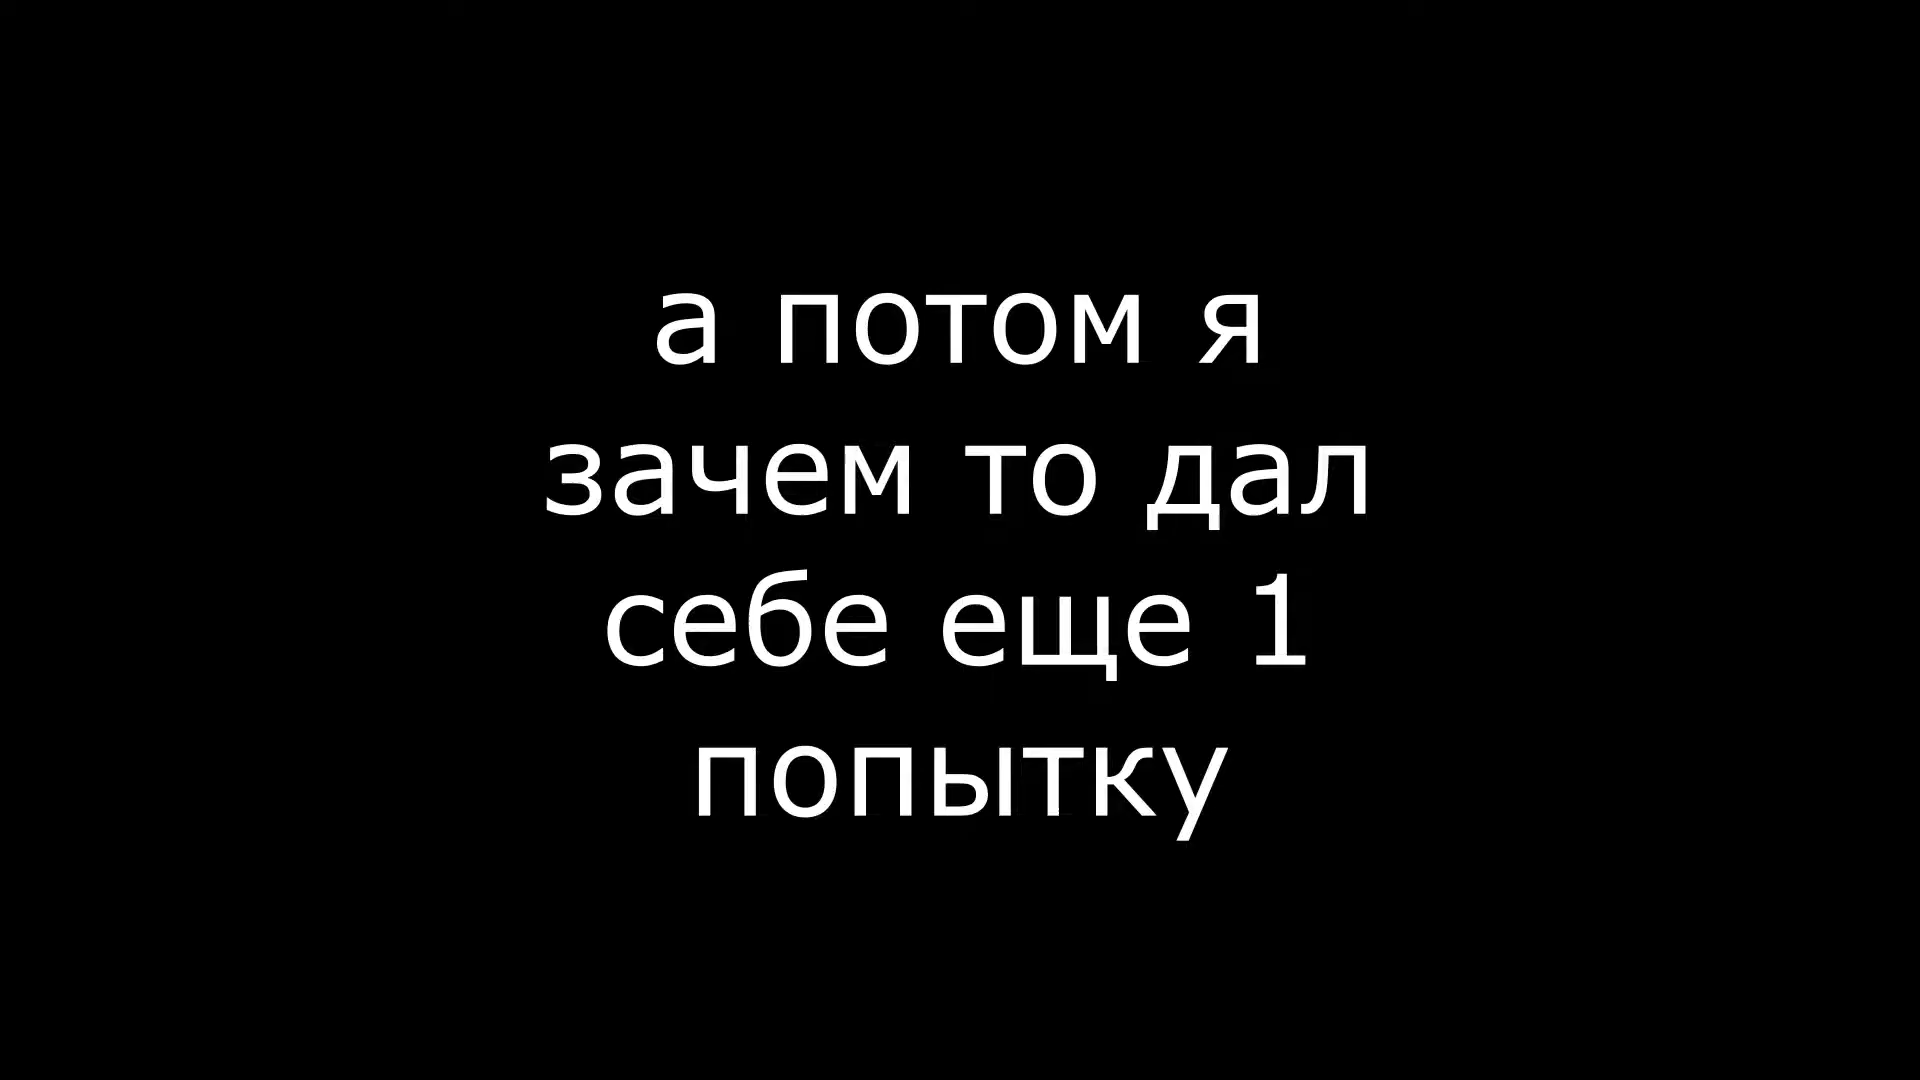 а потом я
зачем то дал
себе еще 1
попытку